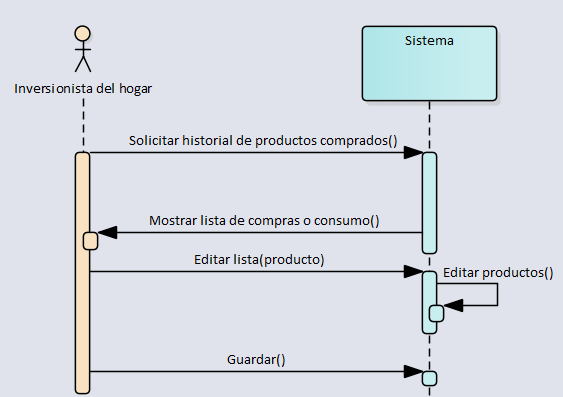 Sistema
Inversionista del hogar
Solicitar historial de productos comprados()
Mostrar lista de compras o consumo()
Editar lista(producto)
Editar productos()
Guardar()